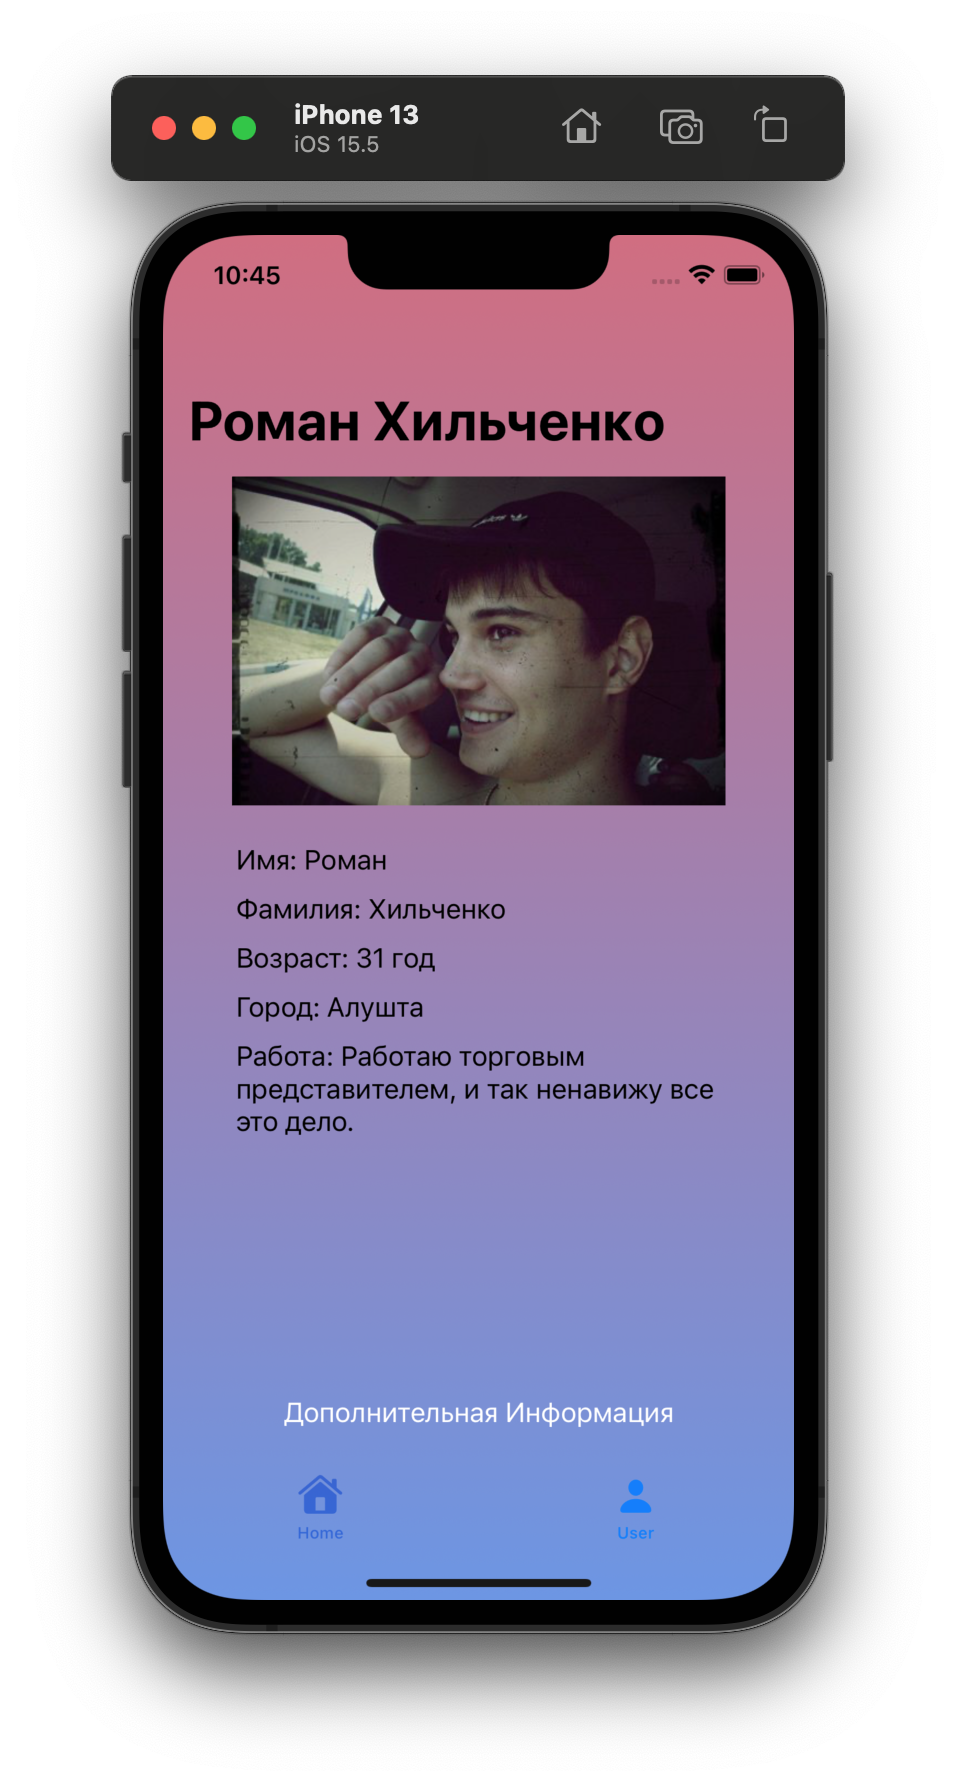 iPhone 13
iOS 15.5
10:45
Роман Хильченко
Имя: Роман
Фамилия: Хильченко
Возраст: 31 год
Город: Алушта
Работа: Работаю торговым
представителем, и так ненавижу все
это дело.
Дополнительная Информация
Home
User